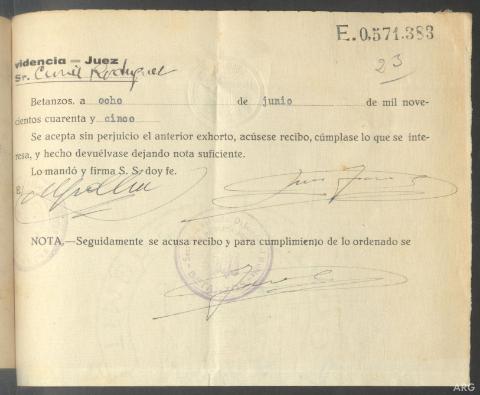 E. 0,571.383
23
videncia — Juez
Sr. Curiel Rodriguez
Betanzos. a ocho de junio de mil nove-
cientos cuarenta y cinco
Se acepta sin perjuicio el anterior exhorto, acúsese recibo, cúmplase lo que se inte-
resa, y hecho devuélvase dejando nota suficiente.
Lo mandó y firma S. S.ª doy fe.
NOTA.—Seguidamente se acusa recibo y para cumplimiento de lo ordenado se
ARG